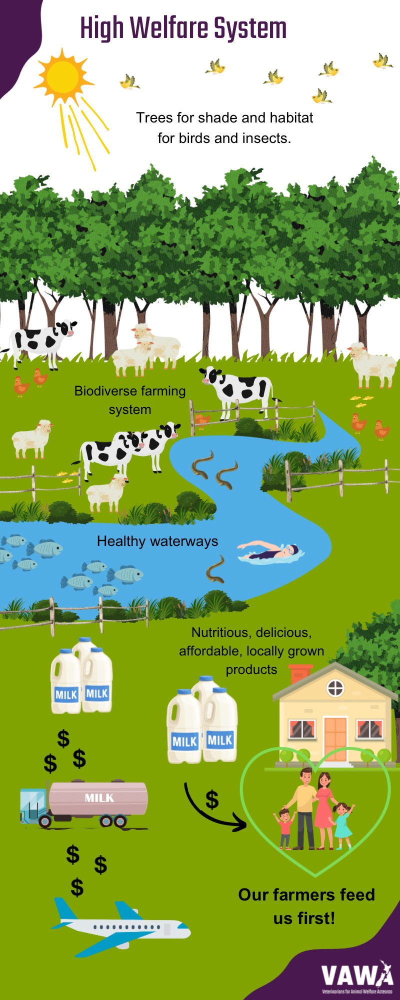 High Welfare System
Trees for shade and habitat
for birds and insects.
Biodiverse farming
system
Healthy waterways
Nutritious, delicious,
affordable, locally grown
products
MILK
MILK
MILK
MILK
$
$
$
MILK
$
$
$
$
Our farmers feed
us first!
VAWA
Veterinarians for Animal Welfare Aotearoa